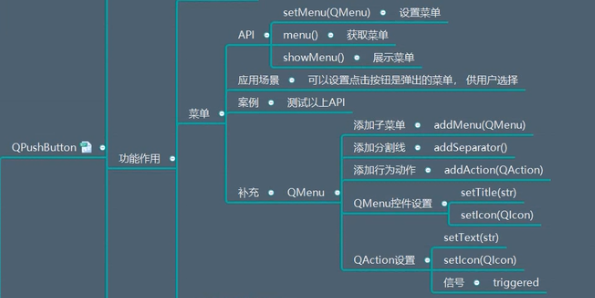 setMenu(QMenu) 设置菜单
API menu() 获取菜单
showMenu() 展示菜单
应用场景 可以设置点击按钮是弹出的菜单，供用户选择
菜单 案例 测试以上API
QPushButton 功能作用
添加子菜单 addMenu(QMenu)
添加分割线 addSeparator()
添加行为动作 addAction(QAction)
补充 QMenu QMenu控件设置 setTitle(str)
setIcon(QIcon)
setText(str)
QAction设置 setIcon(QIcon)
信号 triggered